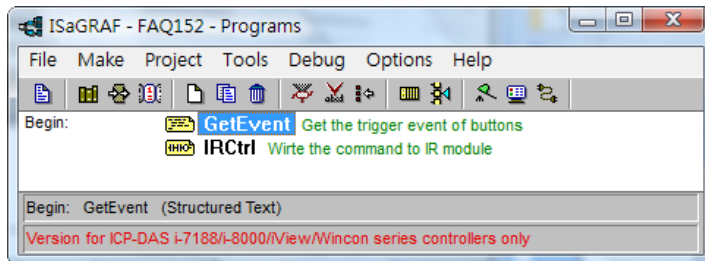 ISaGRAF - FAQ152 - Programs
File Make Project Tools Debug Options Help
Begin: GetEvent Get the trigger event of buttons
IRCtrl Wirte the command to IR module
Begin: GetEvent (Structured Text)
Version for ICP-DAS i-7188/i-8000/iView/Wincon series controllers only